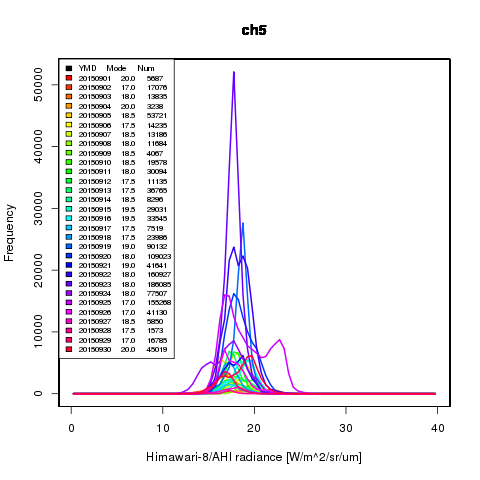 ch5
YMD Mode Num
20150901 20.0 5687
20150902 17.0 17076
20150903 18.0 13835
20150904 20.0 3238
20150905 18.5 53721
20150906 17.5 14235
20150907 18.5 13186
20150908 18.0 11684
20150909 18.5 4067
20150910 18.5 19578
20150911 18.0 30094
20150912 17.5 11135
20150913 17.5 36765
20150914 18.5 8296
20150915 19.5 29031
20150916 19.5 33545
20150917 17.5 7519
20150918 17.5 23986
20150919 19.0 90132
20150920 18.0 109023
20150921 19.0 41641
20150922 18.0 160927
20150923 18.0 186085
20150924 18.0 77507
20150925 17.0 155268
20150926 17.0 41130
20150927 18.5 5850
20150928 17.5 1573
20150929 17.0 16785
20150930 20.0 45019
Frequency
0 10000 20000 30000 40000 50000
0 10 20 30 40
Himawari-8/AHI radiance [W/m^2/sr/um]